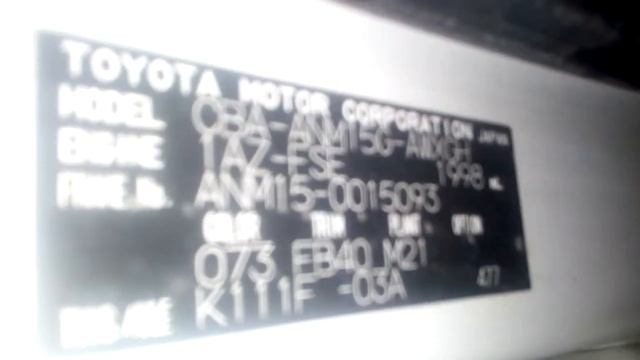 TOYOTA MOTOR CORPORATION JAPAN
MODEL CBA-ANM15G-AWXGH
ENGINE 1AZ-FSE 1998 mL
FRAME No. ANM15-0015093
COLOR TRIM PLANT OPTION
073 FB40 M21
K111F -03A 477